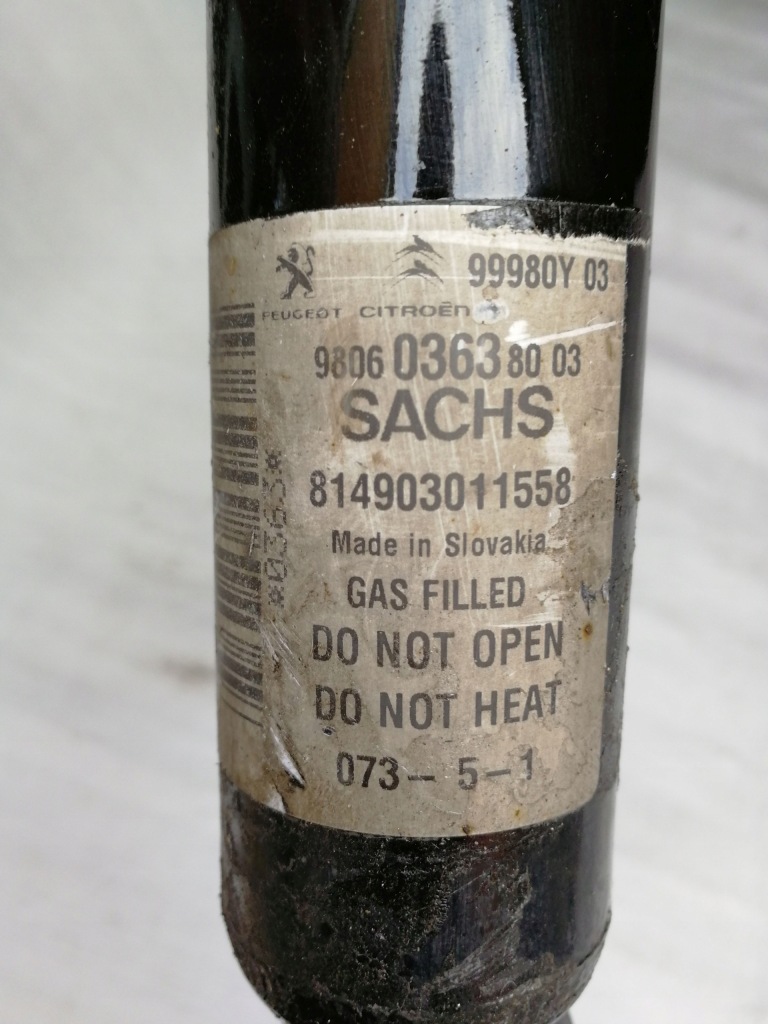 99980Y 03
PEUGEOT CITROËN
98060363 80 03
SACHS
814903011558
Made in Slovakia
GAS FILLED
DO NOT OPEN
DO NOT HEAT
073- 5-1
*0363*